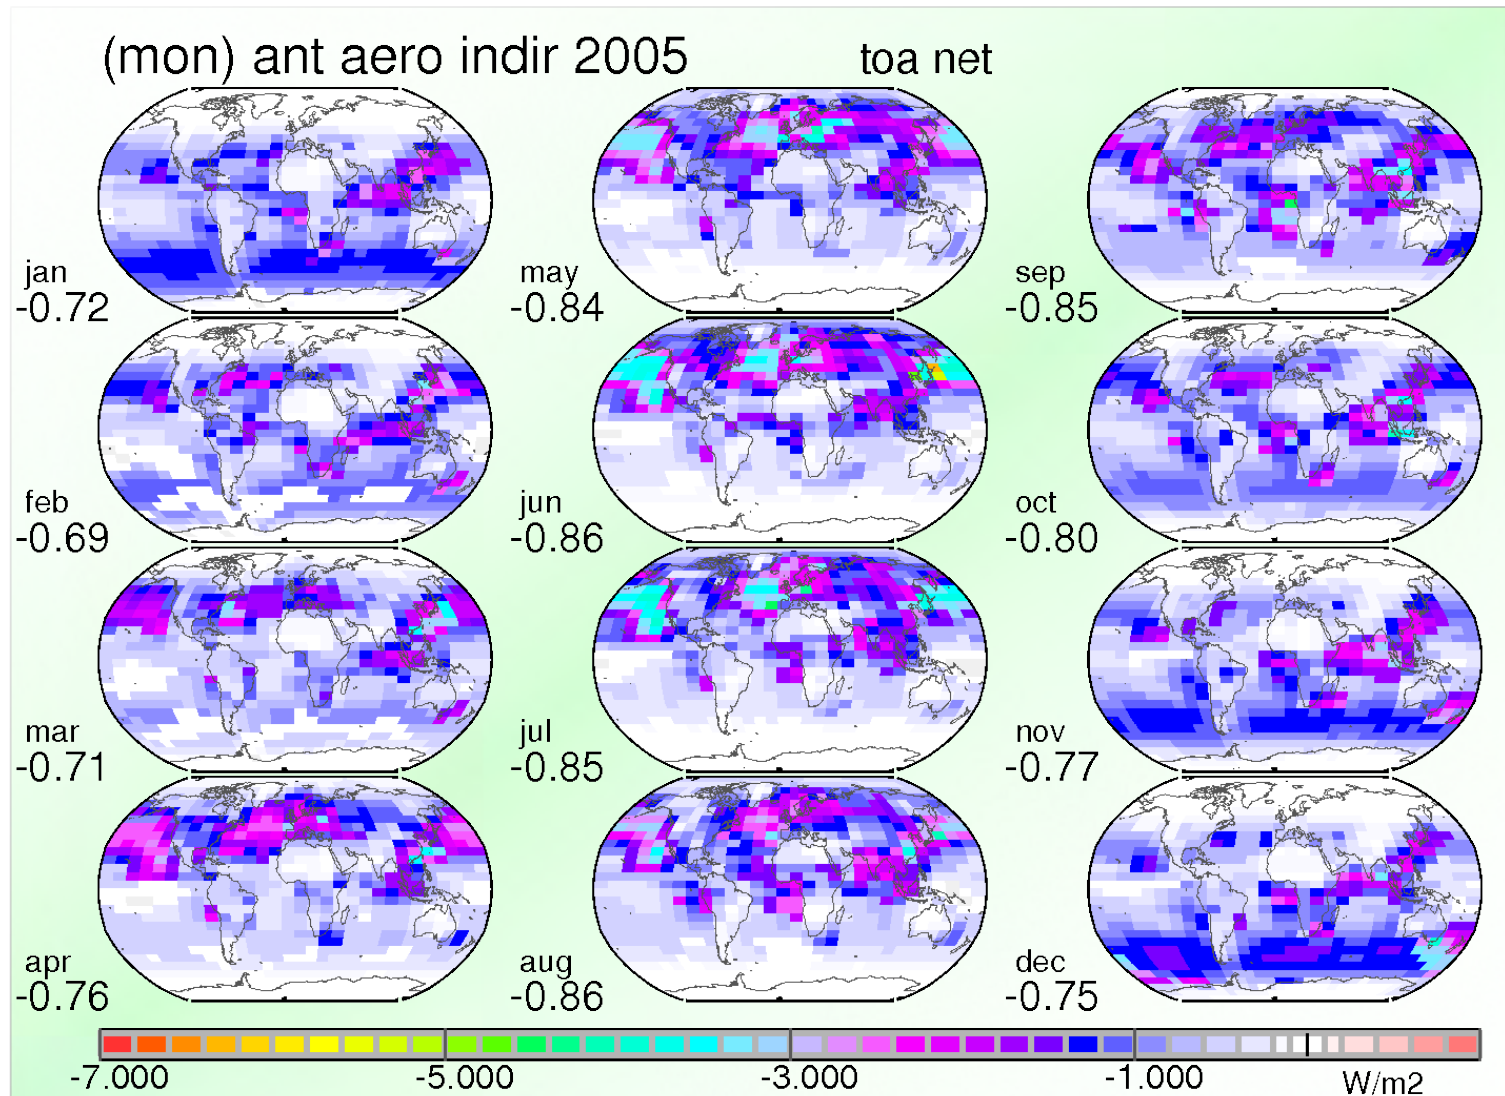 (mon) ant aero indir 2005 toa net
jan
-0.72
may
-0.84
sep
-0.85
feb
-0.69
jun
-0.86
oct
-0.80
mar
-0.71
jul
-0.85
nov
-0.77
apr
-0.76
aug
-0.86
dec
-0.75
-7.000 -5.000 -3.000 -1.000 W/m2